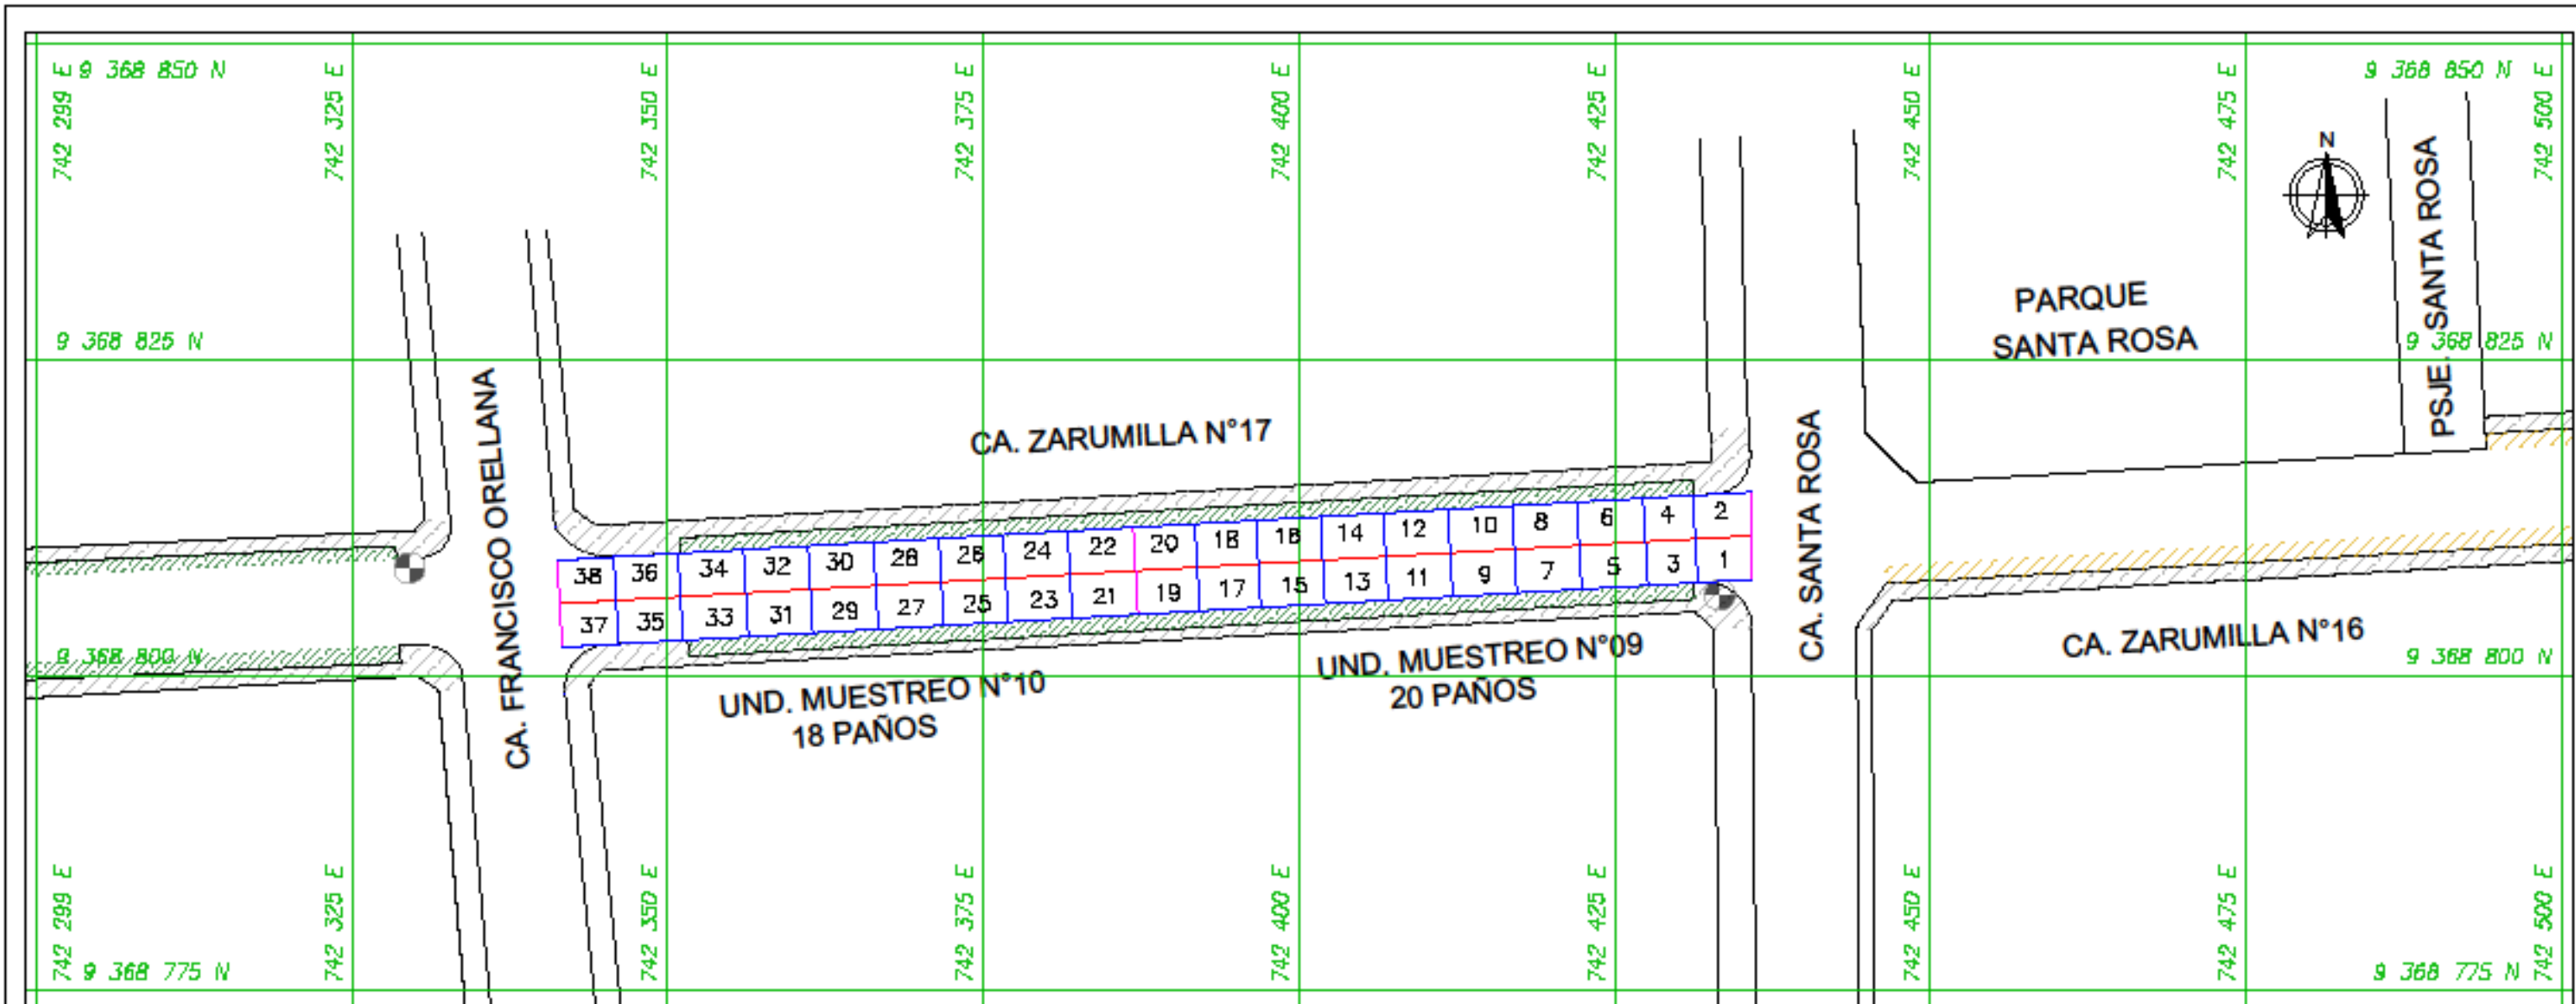 9 368 850 N
9 368 850 N
742 299 E
742 325 E
742 350 E
742 375 E
742 400 E
742 425 E
742 450 E
742 475 E
742 500 E
N
PSJE. SANTA ROSA
PARQUE
SANTA ROSA
9 368 825 N
9 368 825 N
CA. FRANCISCO ORELLANA
CA. ZARUMILLA N°17
CA. SANTA ROSA
38 36 34 32 30 28 26 24 22 20 18 16 14 12 10 8 6 4 2
37 35 33 31 29 27 25 23 21 19 17 15 13 11 9 7 5 3 1
9 368 800 N
9 368 800 N
UND. MUESTREO N°10
18 PAÑOS
UND. MUESTREO N°09
20 PAÑOS
CA. ZARUMILLA N°16
742 299 E
742 325 E
742 350 E
742 375 E
742 400 E
742 425 E
742 450 E
742 475 E
742 500 E
9 368 775 N
9 368 775 N